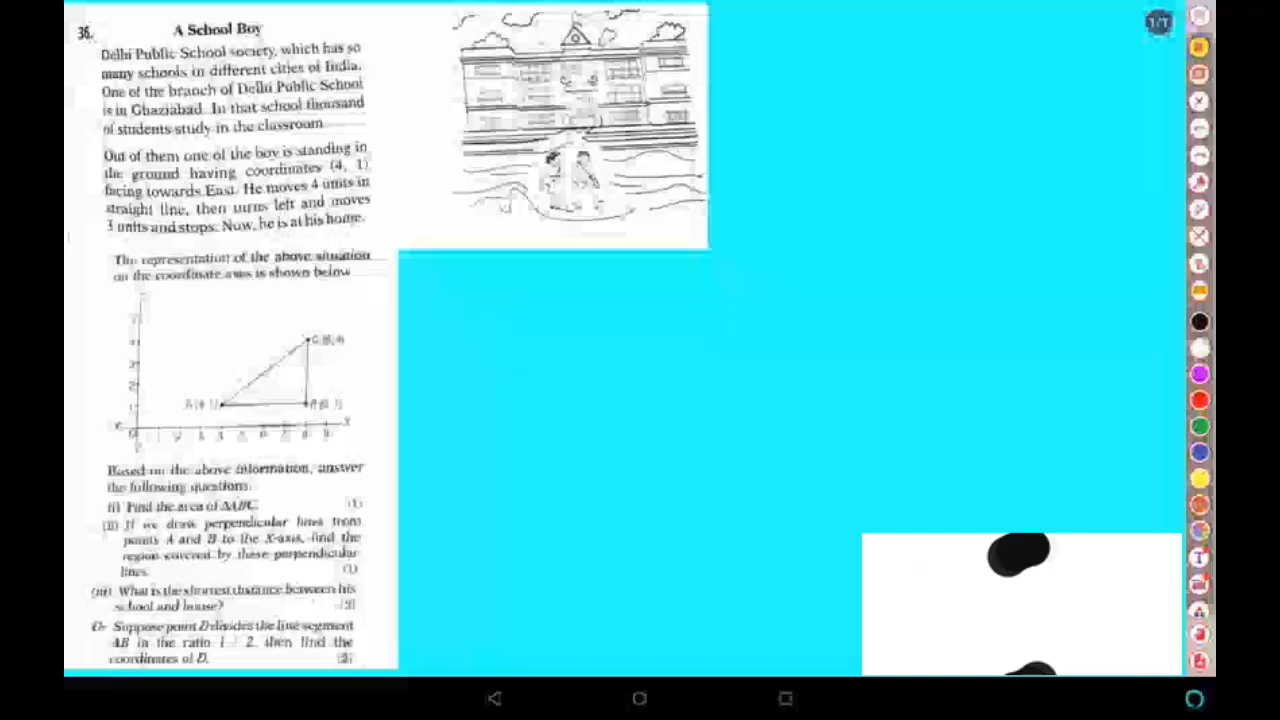 36.
A School Boy
Delhi Public School society, which has so
many schools in different cities of India.
One of the branch of Delhi Public School
is in Ghaziabad. In that school thousand
of students study in the classroom
Out of them one of the boy is standing in
the ground having coordinates (4, 1)
facing towards East. He moves 4 units in
straight line, then turns left and moves
3 units and stops. Now, he is at his home.
The representation of the above situation
on the coordinate axes is shown below
Based on the above information, answer
the following questions.
(i) Find the area of ΔABC. (1)
(ii) If we draw perpendicular lines from
points A and B to the X-axis, find the
region covered by these perpendicular
lines. (1)
(iii) What is the shortest distance between his
school and house? (2)
Or Suppose point D divides the line segment
AB in the ratio 1 : 2, then find the
coordinates of D. (2)
1/1